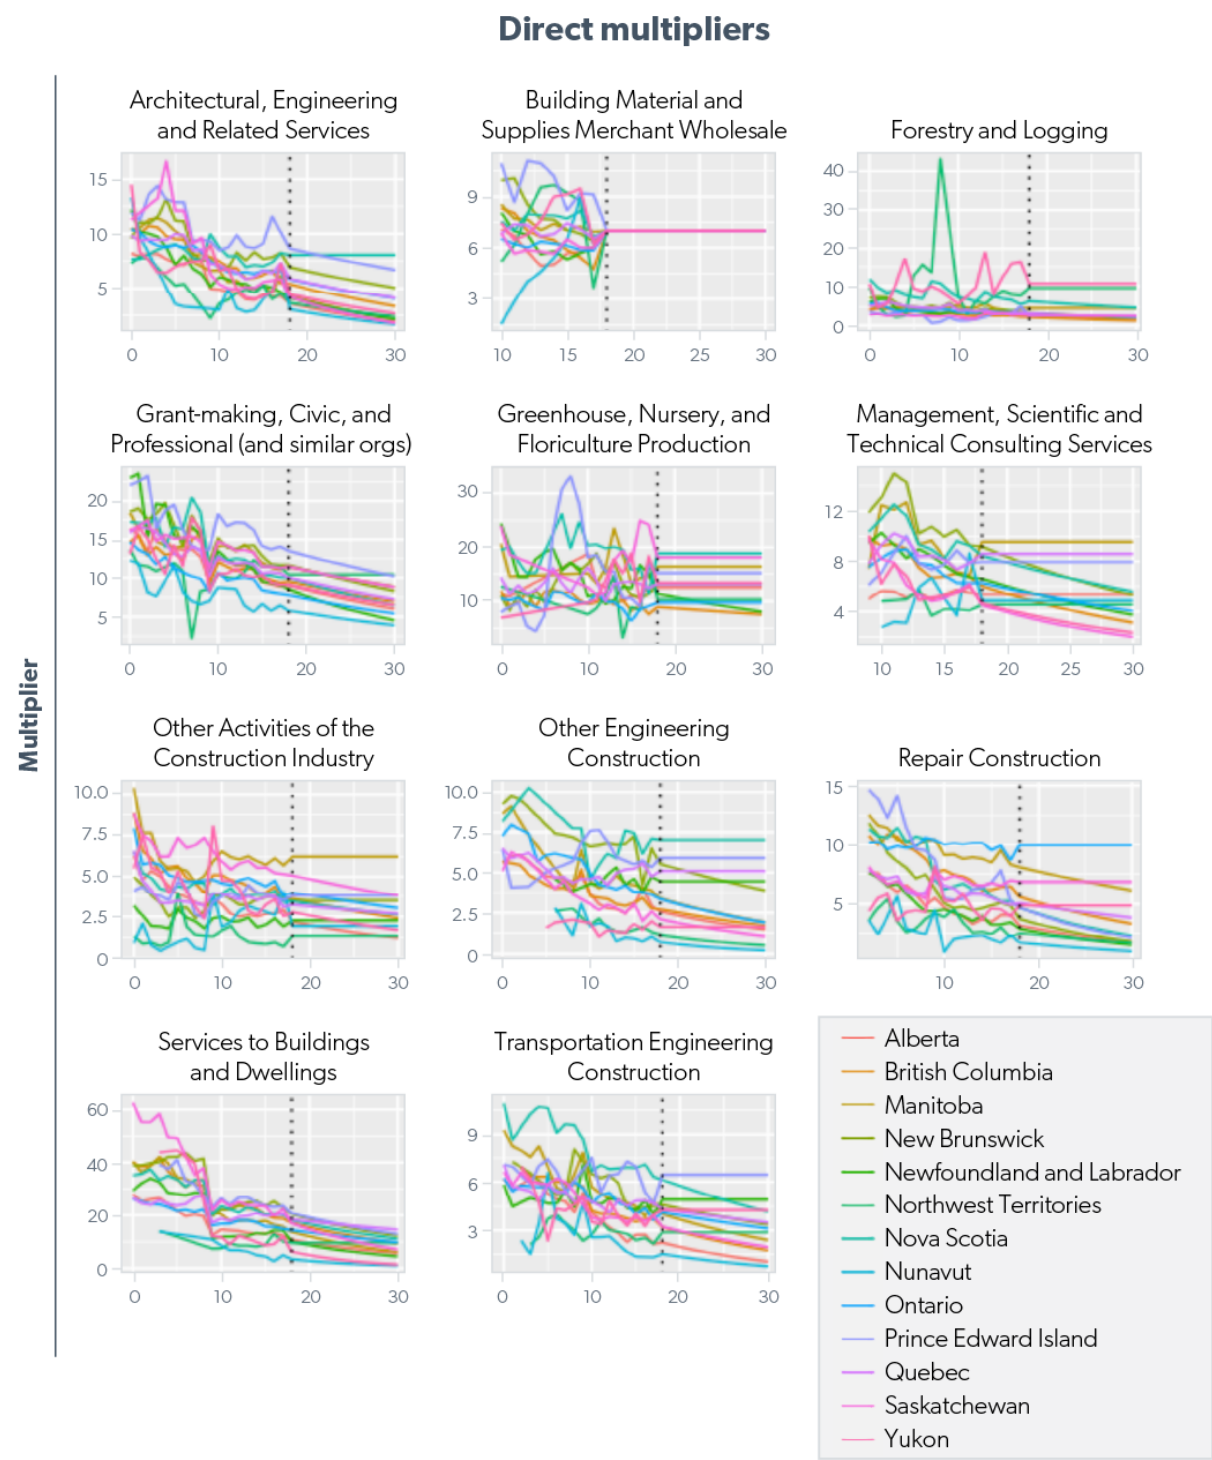 Direct multipliers
Multiplier
Architectural, Engineering
and Related Services
15
10
5
0
10
20
30
Building Material and
Supplies Merchant Wholesale
9
6
3
10
15
20
25
30
Forestry and Logging
40
30
20
10
0
0
10
20
30
Grant-making, Civic, and
Professional (and similar orgs)
20
15
10
5
0
10
20
30
Greenhouse, Nursery, and
Floriculture Production
30
20
10
0
10
20
30
Management, Scientific and
Technical Consulting Services
12
8
4
10
15
20
25
30
Other Activities of the
Construction Industry
10.0
7.5
5.0
2.5
0
0
10
20
30
Other Engineering
Construction
10.0
7.5
5.0
2.5
0
0
10
20
30
Repair Construction
15
10
5
10
20
30
Services to Buildings
and Dwellings
60
40
20
0
0
10
20
30
Transportation Engineering
Construction
9
6
3
0
10
20
30
Alberta
British Columbia
Manitoba
New Brunswick
Newfoundland and Labrador
Northwest Territories
Nova Scotia
Nunavut
Ontario
Prince Edward Island
Quebec
Saskatchewan
Yukon